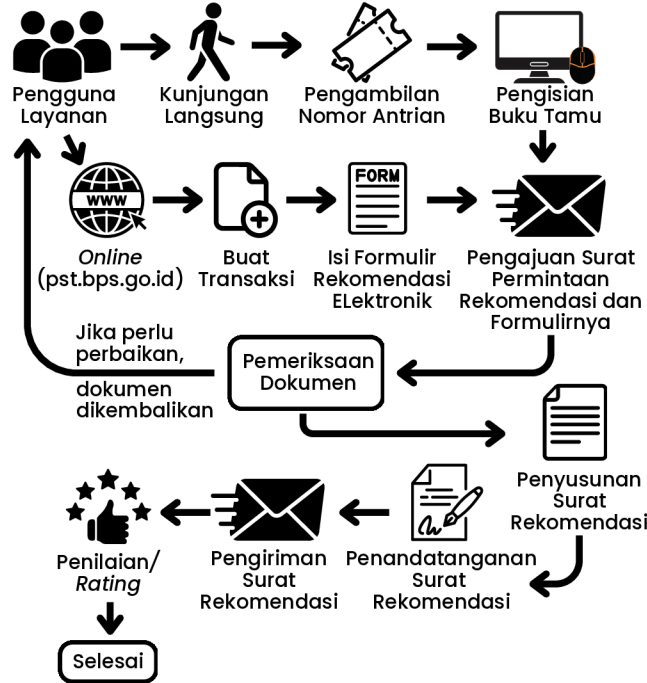 Pengguna
Layanan
Kunjungan
Langsung
Pengambilan
Nomor Antrian
Pengisian
Buku Tamu
WWW
FORM
Online
(pst.bps.go.id)
Buat
Transaksi
Isi Formulir
Rekomendasi
ELektronik
Pengajuan Surat
Permintaan
Rekomendasi dan
Formulirnya
Jika perlu
perbaikan,
dokumen
dikembalikan
Pemeriksaan
Dokumen
Penyusunan
Surat
Rekomendasi
Penandatanganan
Surat
Rekomendasi
Pengiriman
Surat
Rekomendasi
Penilaian/
Rating
Selesai